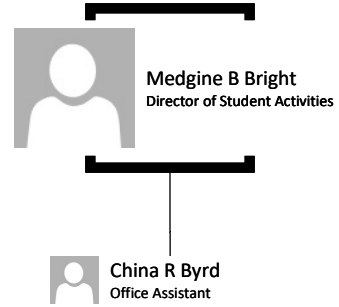 Medgine B Bright
Director of Student Activities
China R Byrd
Office Assistant